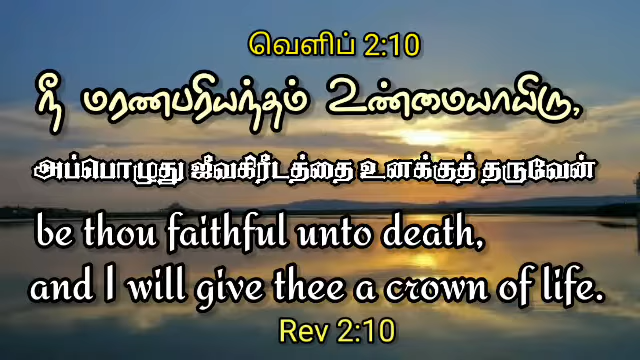 வெளிப் 2:10
நீ மரணபரியந்தம் உண்மையாயிரு,
அப்பொழுது ஜீவகிரீடத்தை உனக்குத் தருவேன்
be thou faithful unto death,
and I will give thee a crown of life.
Rev 2:10